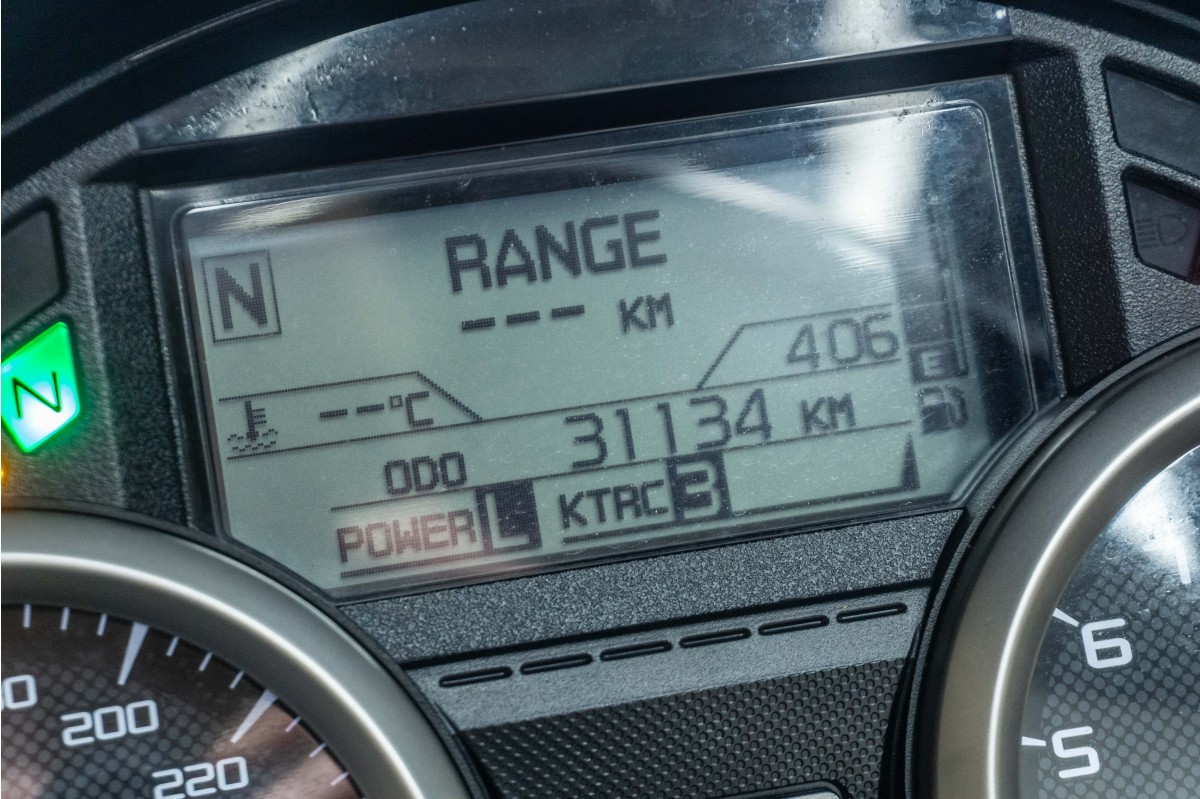 RANGE
N
--- KM
N
406
--°C
E
ODO 31134 KM
POWER L KTRC 3
200
220
6
5